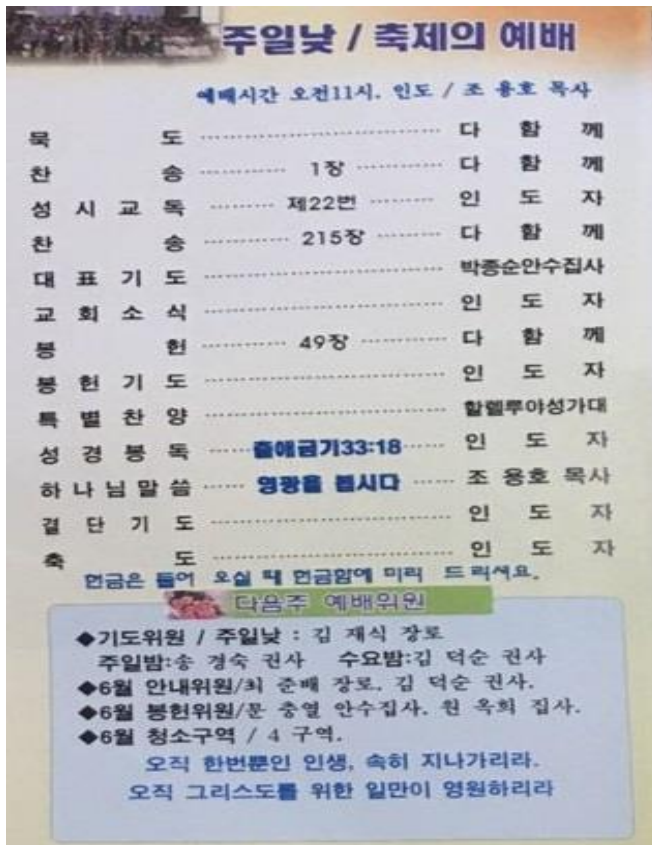 주일낮 / 축제의 예배
예배시간 오전11시. 인도 / 조 용호 목사
묵 도 ························ 다 함 께
찬 송 ············ 1장 ············ 다 함 께
성 시 교 독 ········· 제22번 ········· 인 도 자
찬 송 ············ 215장 ········· 다 함 께
대 표 기 도 ························ 박종순안수집사
교 회 소 식 ························ 인 도 자
봉 헌 ············ 49장 ············ 다 함 께
봉 헌 기 도 ························ 인 도 자
특 별 찬 양 ························ 할렐루야성가대
성 경 봉 독 ······출애굽기33:18······ 인 도 자
하 나 님 말 씀 ······ 영광을 봅시다 ······ 조 용호 목사
결 단 기 도 ························ 인 도 자
축 도 ························ 인 도 자
헌금은 들어 오실 때 헌금함에 미리 드리세요.
다음주 예배위원
◆기도위원 / 주일낮 : 김 재식 장로
주일밤:송 경숙 권사 수요밤:김 덕순 권사
◆6월 안내위원/최 준배 장로, 김 덕순 권사.
◆6월 봉헌위원/문 충열 안수집사. 원 옥희 집사.
◆6월 청소구역 / 4 구역.
오직 한번뿐인 인생, 속히 지나가리라.
오직 그리스도를 위한 일만이 영원하리라